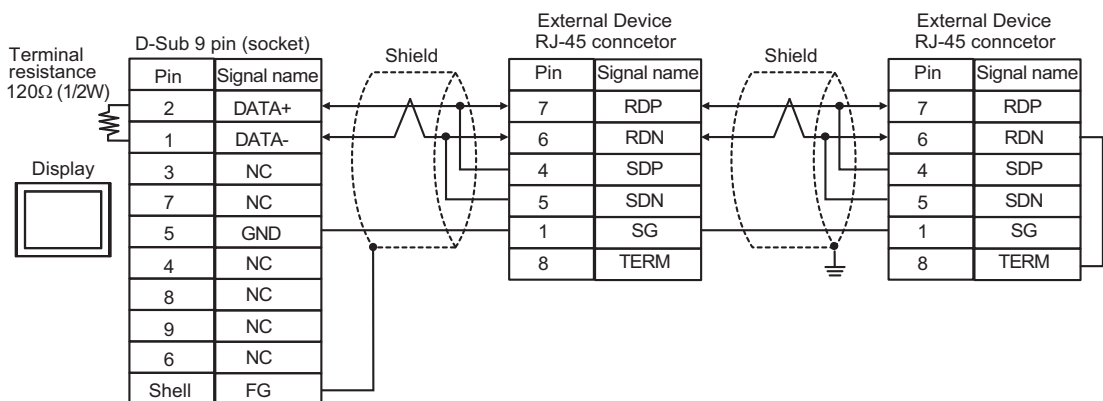 Terminal
resistance
120Ω (1/2W)
Display
D-Sub 9 pin (socket)
Pin Signal name
2 DATA+
1 DATA-
3 NC
7 NC
5 GND
4 NC
8 NC
9 NC
6 NC
Shell FG
Shield
External Device
RJ-45 conncetor
Pin Signal name
7 RDP
6 RDN
4 SDP
5 SDN
1 SG
8 TERM
Shield
External Device
RJ-45 conncetor
Pin Signal name
7 RDP
6 RDN
4 SDP
5 SDN
1 SG
8 TERM